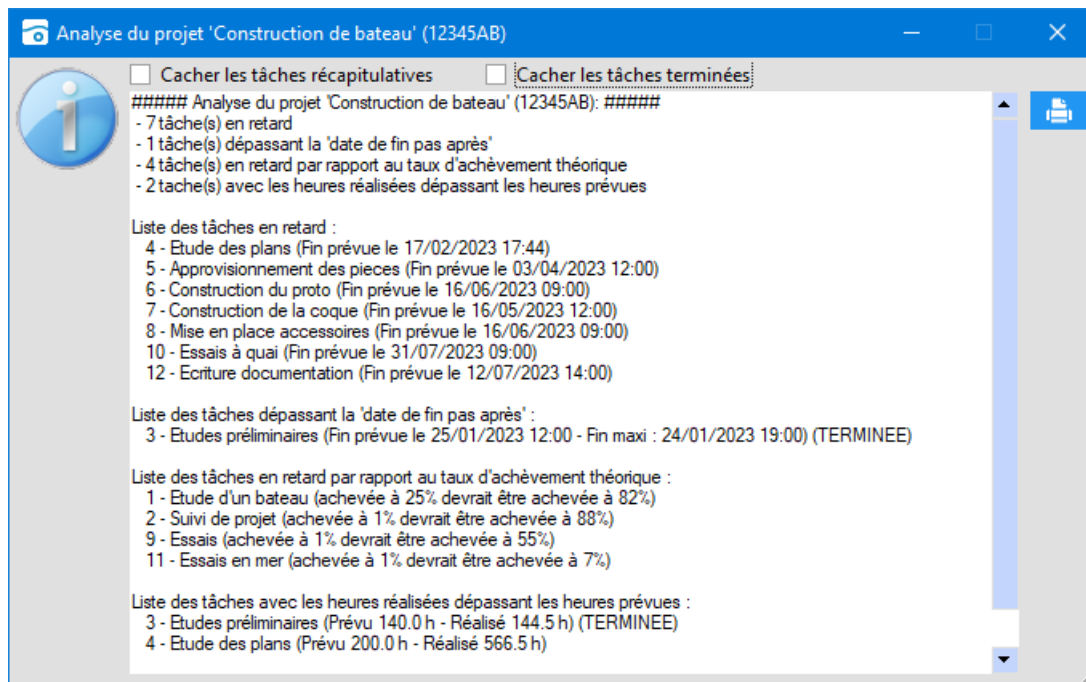 Analyse du projet 'Construction de bateau' (12345AB)
Cacher les tâches récapitulatives Cacher les tâches terminées
##### Analyse du projet 'Construction de bateau' (12345AB): #####
- 7 tâche(s) en retard
- 1 tâche(s) dépassant la 'date de fin pas après'
- 4 tâche(s) en retard par rapport au taux d'achèvement théorique
- 2 tache(s) avec les heures réalisées dépassant les heures prévues
Liste des tâches en retard :
4 - Etude des plans (Fin prévue le 17/02/2023 17:44)
5 - Approvisionnement des pieces (Fin prévue le 03/04/2023 12:00)
6 - Construction du proto (Fin prévue le 16/06/2023 09:00)
7 - Construction de la coque (Fin prévue le 16/05/2023 12:00)
8 - Mise en place accessoires (Fin prévue le 16/06/2023 09:00)
10 - Essais à quai (Fin prévue le 31/07/2023 09:00)
12 - Ecriture documentation (Fin prévue le 12/07/2023 14:00)
Liste des tâches dépassant la 'date de fin pas après' :
3 - Etudes préliminaires (Fin prévue le 25/01/2023 12:00 - Fin maxi : 24/01/2023 19:00) (TERMINEE)
Liste des tâches en retard par rapport au taux d'achèvement théorique :
1 - Etude d'un bateau (achevée à 25% devrait être achevée à 82%)
2 - Suivi de projet (achevée à 1% devrait être achevée à 88%)
9 - Essais (achevée à 1% devrait être achevée à 55%)
11 - Essais en mer (achevée à 1% devrait être achevée à 7%)
Liste des tâches avec les heures réalisées dépassant les heures prévues :
3 - Etudes préliminaires (Prévu 140.0 h - Réalisé 144.5 h) (TERMINEE)
4 - Etude des plans (Prévu 200.0 h - Réalisé 566.5 h)